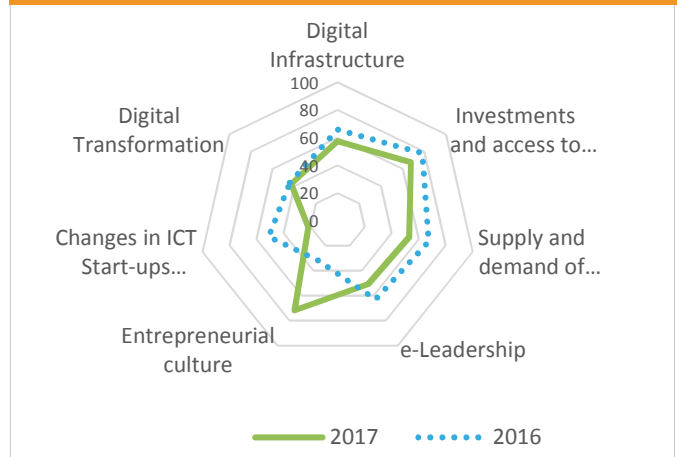 Digital
Infrastructure
100
80
60
40
20
0
Investments
and access to...
Supply and
demand of...
e-Leadership
Entrepreneurial
culture
Changes in ICT
Start-ups...
Digital
Transformation
2017
2016